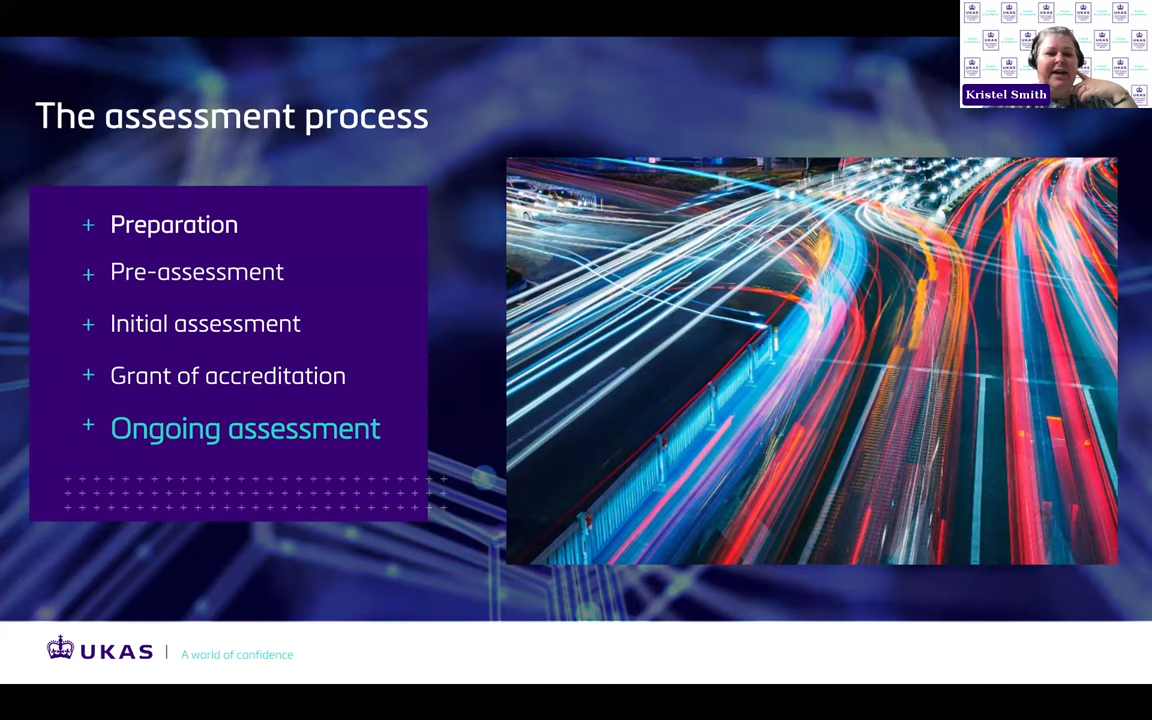 The assessment process
+ Preparation
+ Pre-assessment
+ Initial assessment
+ Grant of accreditation
+ Ongoing assessment
UKAS | A world of confidence
Kristel Smith
UKAS